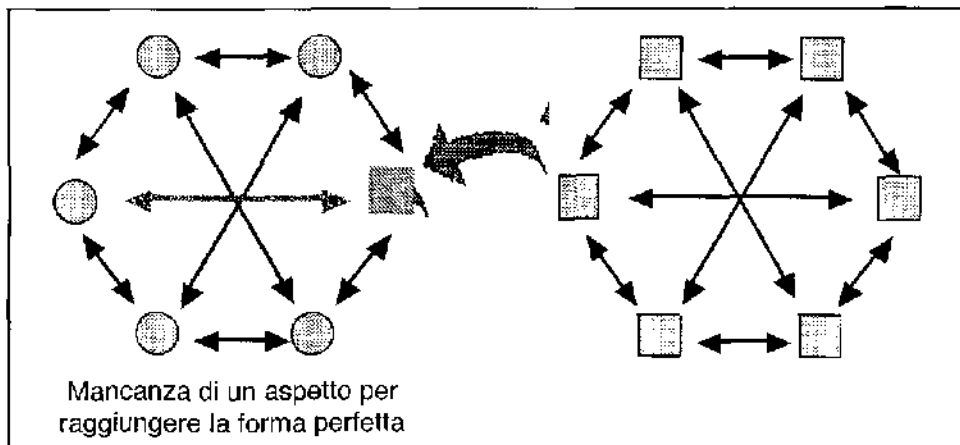 Mancanza di un aspetto per
raggiungere la forma perfetta